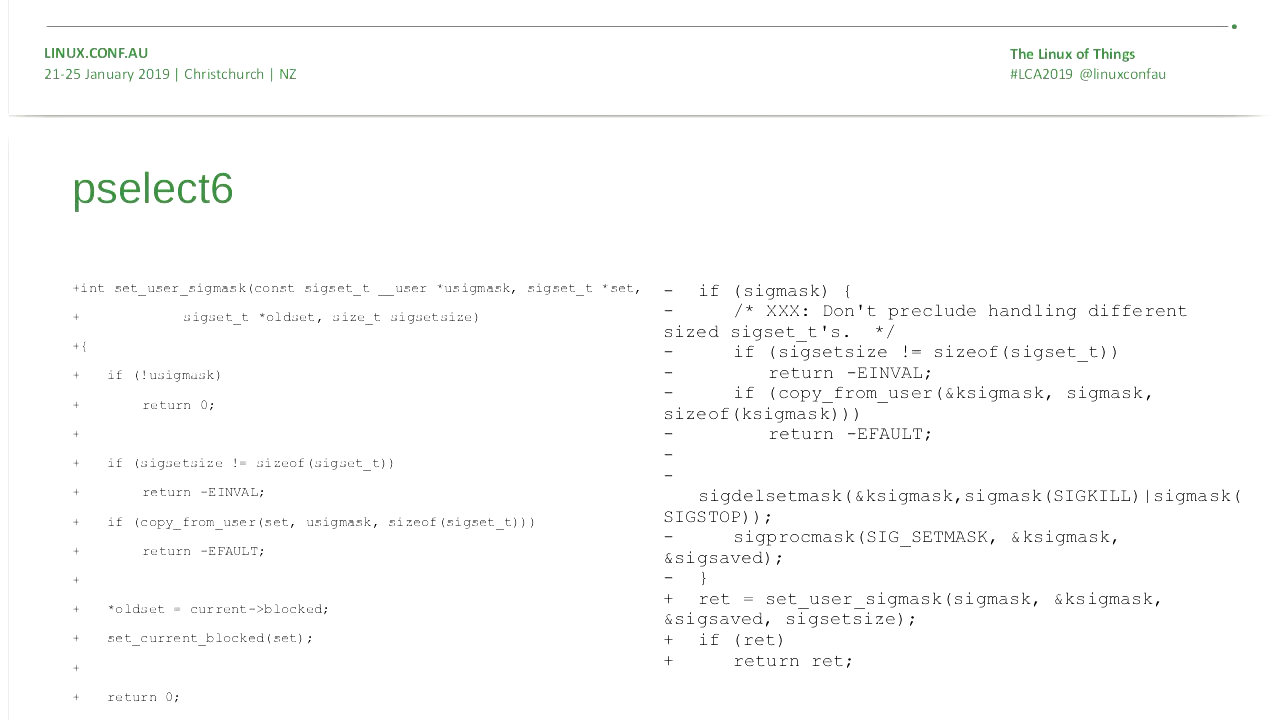 LINUX.CONF.AU
21-25 January 2019 | Christchurch | NZ
The Linux of Things
#LCA2019 @linuxconfau
pselect6
+int set_user_sigmask(const sigset_t __user *usigmask, sigset_t *set,
+ sigset_t *oldset, size_t sigsetsize)
+{
+ if (!usigmask)
+ return 0;
+
+ if (sigsetsize != sizeof(sigset_t))
+ return -EINVAL;
+ if (copy_from_user(set, usigmask, sizeof(sigset_t)))
+ return -EFAULT;
+
+ *oldset = current->blocked;
+ set_current_blocked(set);
+
+ return 0;
- if (sigmask) {
- /* XXX: Don't preclude handling different
sized sigset_t's. */
- if (sigsetsize != sizeof(sigset_t))
- return -EINVAL;
- if (copy_from_user(&ksigmask, sigmask,
sizeof(ksigmask)))
- return -EFAULT;
-
-
sigdelsetmask(&ksigmask,sigmask(SIGKILL)|sigmask(
SIGSTOP));
- sigprocmask(SIG_SETMASK, &ksigmask,
&sigsaved);
- }
+ ret = set_user_sigmask(sigmask, &ksigmask,
&sigsaved, sigsetsize);
+ if (ret)
+ return ret;